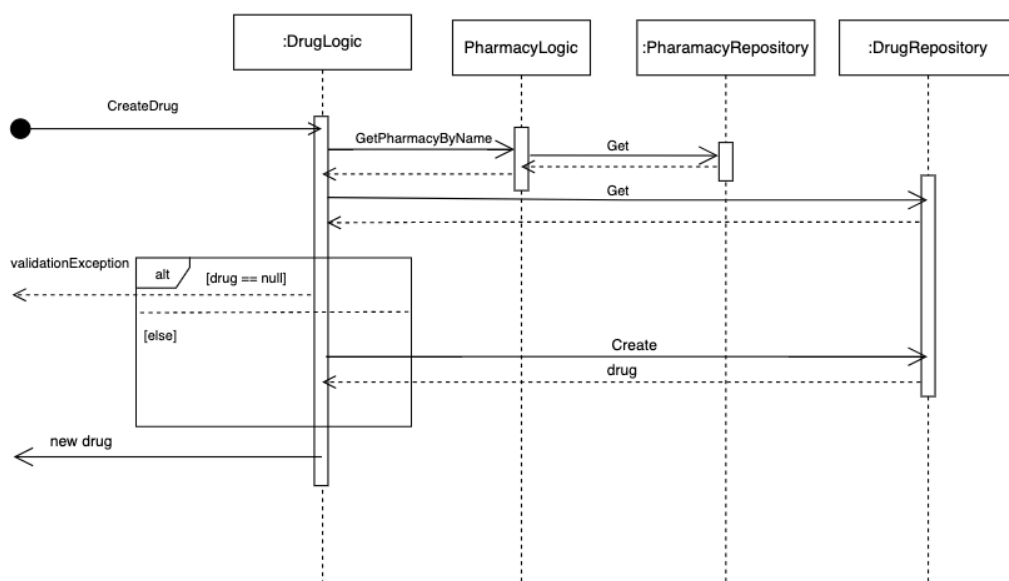 :DrugLogic
PharmacyLogic
:PharamacyRepository
:DrugRepository
CreateDrug
GetPharmacyByName
Get
Get
validationException
alt
[drug == null]
[else]
Create
drug
new drug